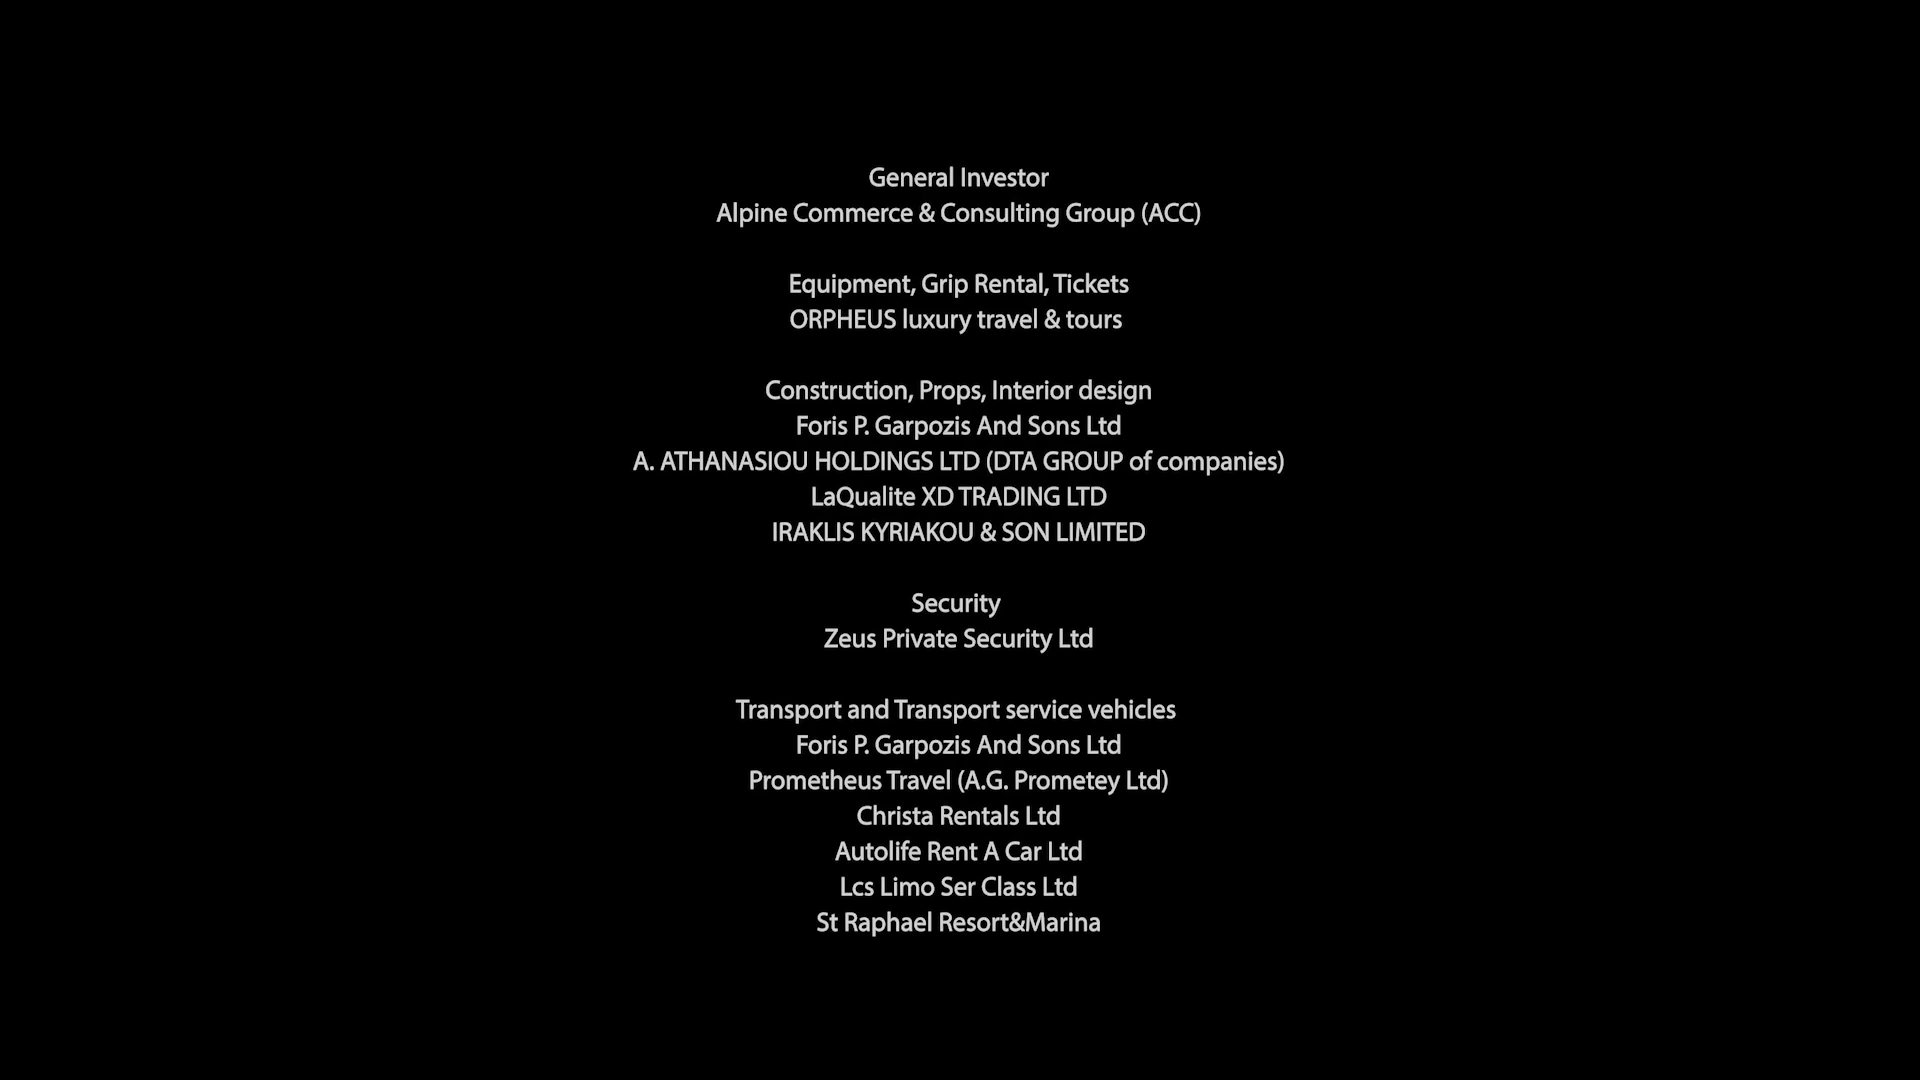 General Investor
Alpine Commerce & Consulting Group (ACC)
Equipment, Grip Rental, Tickets
ORPHEUS luxury travel & tours
Construction, Props, Interior design
Foris P. Garpozis And Sons Ltd
A. ATHANASIOU HOLDINGS LTD (DTA GROUP of companies)
LaQualite XD TRADING LTD
IRAKLIS KYRIAKOU & SON LIMITED
Security
Zeus Private Security Ltd
Transport and Transport service vehicles
Foris P. Garpozis And Sons Ltd
Prometheus Travel (A.G. Prometey Ltd)
Christa Rentals Ltd
Autolife Rent A Car Ltd
Lcs Limo Ser Class Ltd
St Raphael Resort&Marina